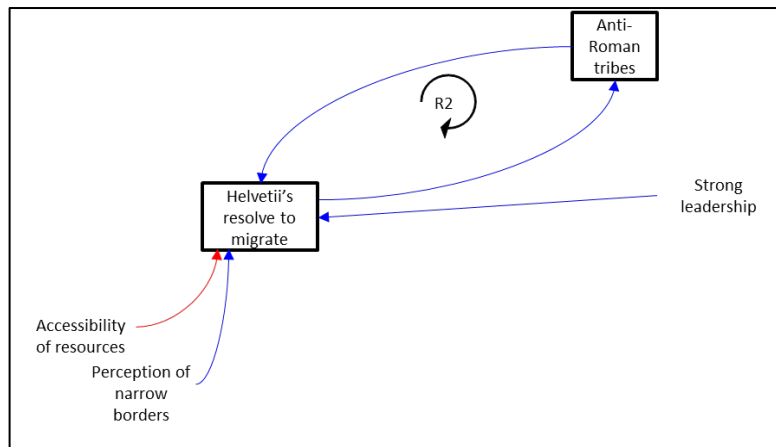 Anti-
Roman
tribes
R2
Helvetii’s
resolve to
migrate
Strong
leadership
Accessibility
of resources
Perception of
narrow
borders